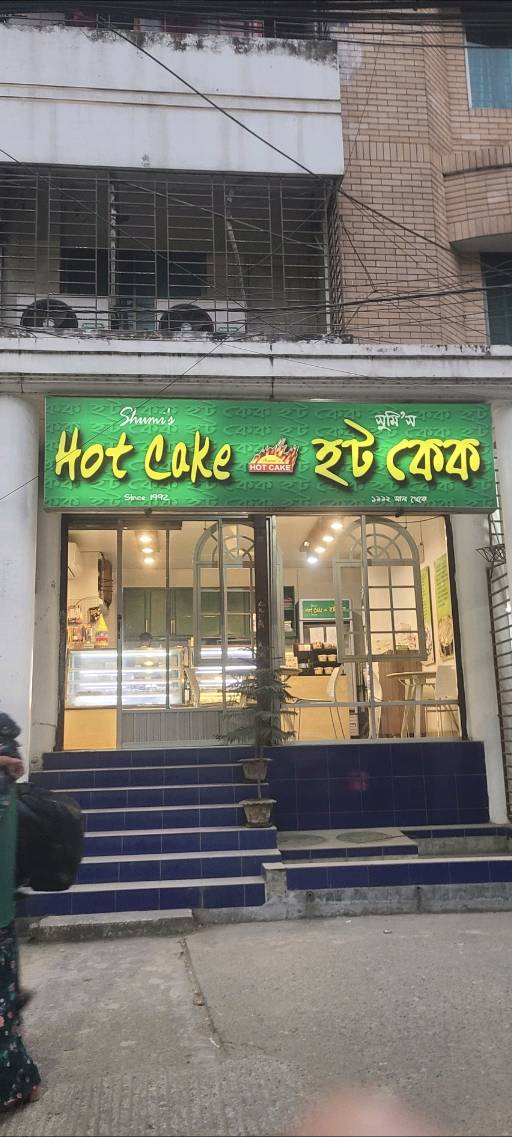 Shumi's
Hot Cake
Since 1992
HOT CAKE
সুমি'স
হট কেক
১৯৯২ সাল থেকে